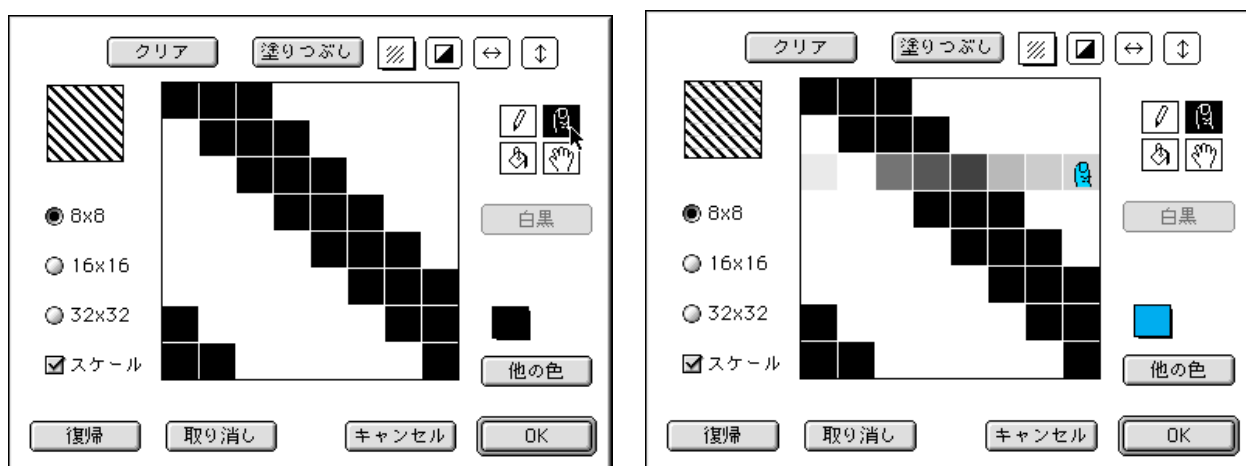 クリア 塗りつぶし
8x8
白黒
16x16
32x32
スケール
他の色
復帰 取り消し キャンセル OK
クリア 塗りつぶし
8x8
白黒
16x16
32x32
スケール
他の色
復帰 取り消し キャンセル OK